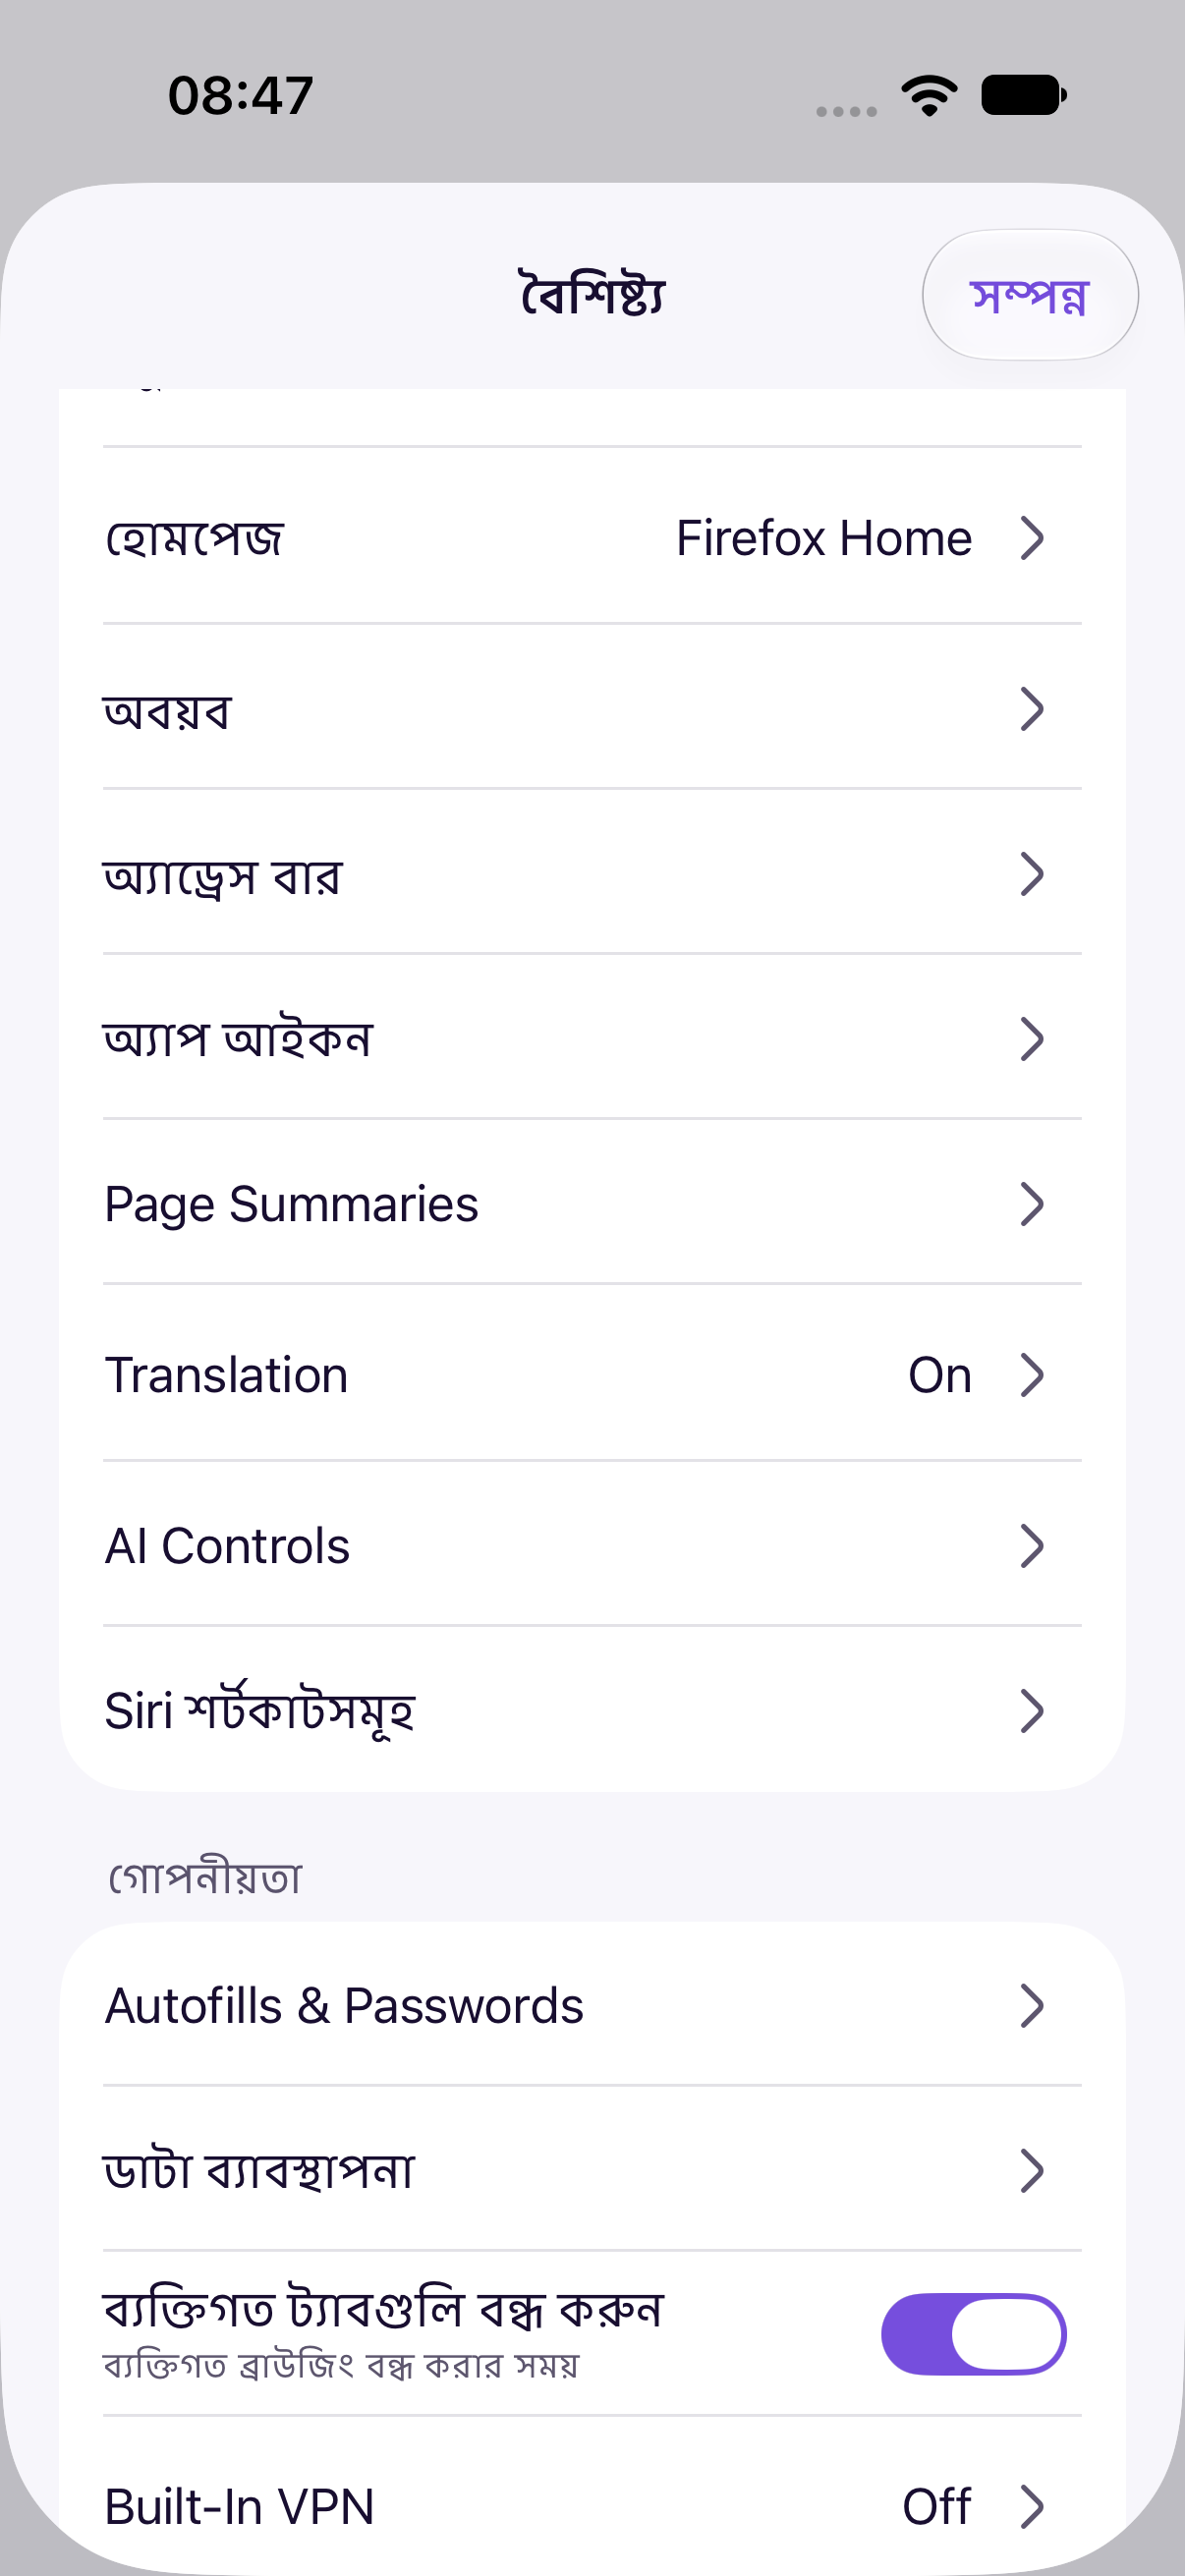 08:47
বৈশিষ্ট্য
সম্পন্ন
হোমপেজ Firefox Home
অবয়ব
অ্যাড্রেস বার
অ্যাপ আইকন
Page Summaries
Translation On
AI Controls
Siri শর্টকাটসমূহ
গোপনীয়তা
Autofills & Passwords
ডাটা ব্যাবস্থাপনা
ব্যক্তিগত ট্যাবগুলি বন্ধ করুন
ব্যক্তিগত ব্রাউজিং বন্ধ করার সময়
Built-In VPN Off